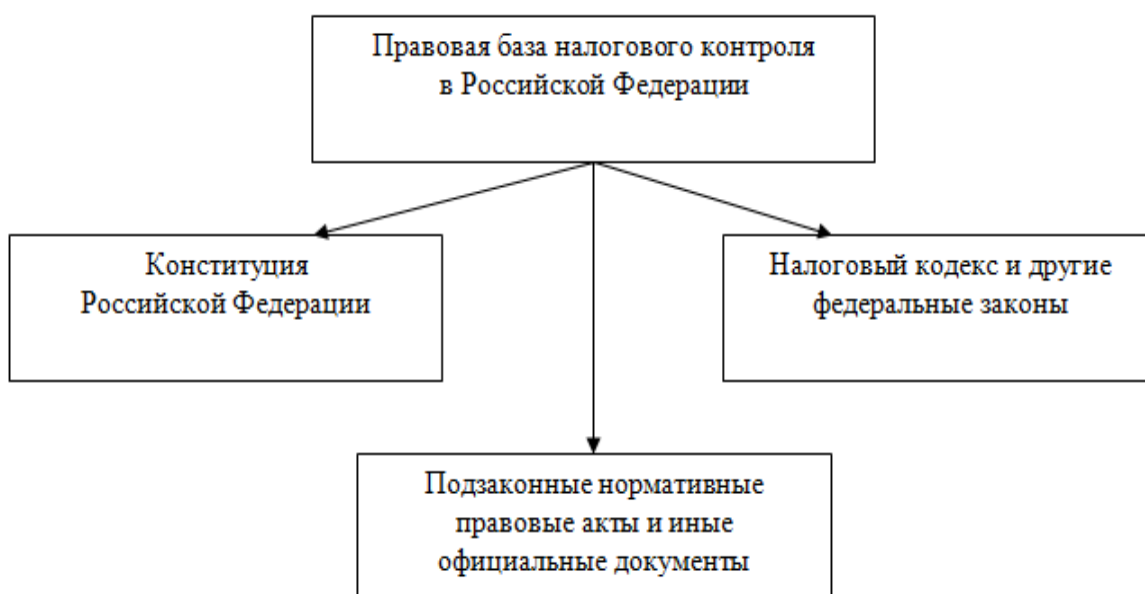 Правовая база налогового контроля
в Российской Федерации
Конституция
Российской Федерации
Налоговый кодекс и другие
федеральные законы
Подзаконные нормативные
правовые акты и иные
официальные документы